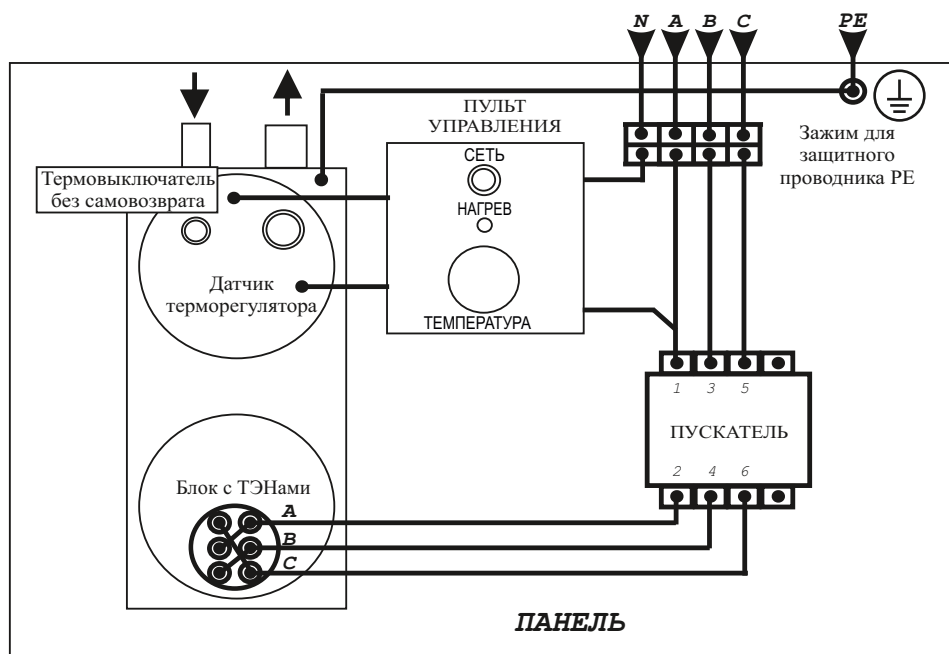 N A B C PE
ПУЛЬТ
УПРАВЛЕНИЯ
Зажим для
защитного
проводника PE
СЕТЬ
Термовыключатель
без самовозврата
НАГРЕВ
Датчик
терморегулятора
ТЕМПЕРАТУРА
1 3 5
ПУСКАТЕЛЬ
2 4 6
Блок с ТЭНами
A
B
C
ПАНЕЛЬ